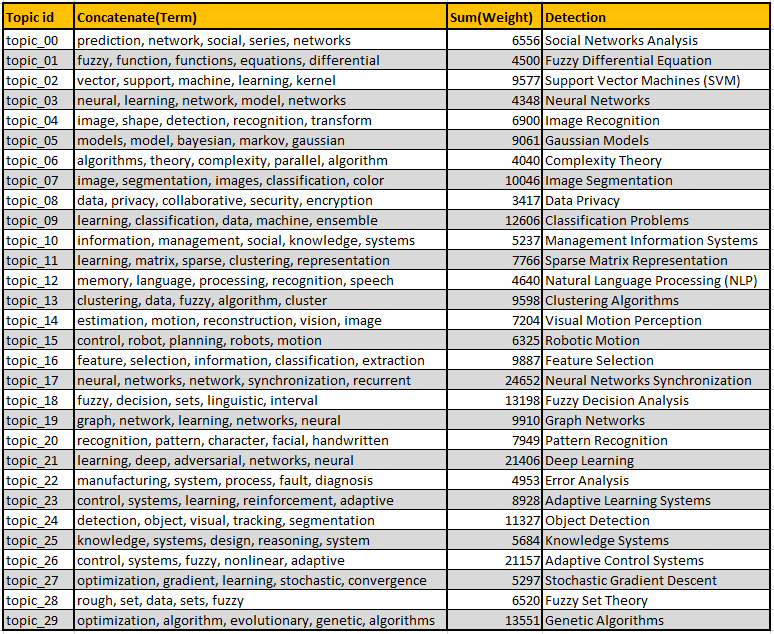 Topic id Concatenate(Term) Sum(Weight) Detection
topic_00 prediction, network, social, series, networks 6556 Social Networks Analysis
topic_01 fuzzy, function, functions, equations, differential 4500 Fuzzy Differential Equation
topic_02 vector, support, machine, learning, kernel 9577 Support Vector Machines (SVM)
topic_03 neural, learning, network, model, networks 4348 Neural Networks
topic_04 image, shape, detection, recognition, transform 6900 Image Recognition
topic_05 models, model, bayesian, markov, gaussian 9061 Gaussian Models
topic_06 algorithms, theory, complexity, parallel, algorithm 4040 Complexity Theory
topic_07 image, segmentation, images, classification, color 10046 Image Segmentation
topic_08 data, privacy, collaborative, security, encryption 3417 Data Privacy
topic_09 learning, classification, data, machine, ensemble 12606 Classification Problems
topic_10 information, management, social, knowledge, systems 5237 Management Information Systems
topic_11 learning, matrix, sparse, clustering, representation 7766 Sparse Matrix Representation
topic_12 memory, language, processing, recognition, speech 4640 Natural Language Processing (NLP)
topic_13 clustering, data, fuzzy, algorithm, cluster 9598 Clustering Algorithms
topic_14 estimation, motion, reconstruction, vision, image 7204 Visual Motion Perception
topic_15 control, robot, planning, robots, motion 6325 Robotic Motion
topic_16 feature, selection, information, classification, extraction 9887 Feature Selection
topic_17 neural, networks, network, synchronization, recurrent 24652 Neural Networks Synchronization
topic_18 fuzzy, decision, sets, linguistic, interval 13198 Fuzzy Decision Analysis
topic_19 graph, network, learning, networks, neural 9910 Graph Networks
topic_20 recognition, pattern, character, facial, handwritten 7949 Pattern Recognition
topic_21 learning, deep, adversarial, networks, neural 21406 Deep Learning
topic_22 manufacturing, system, process, fault, diagnosis 4953 Error Analysis
topic_23 control, systems, learning, reinforcement, adaptive 8928 Adaptive Learning Systems
topic_24 detection, object, visual, tracking, segmentation 11327 Object Detection
topic_25 knowledge, systems, design, reasoning, system 5684 Knowledge Systems
topic_26 control, systems, fuzzy, nonlinear, adaptive 21157 Adaptive Control Systems
topic_27 optimization, gradient, learning, stochastic, convergence 5297 Stochastic Gradient Descent
topic_28 rough, set, data, sets, fuzzy 6520 Fuzzy Set Theory
topic_29 optimization, algorithm, evolutionary, genetic, algorithms 13551 Genetic Algorithms